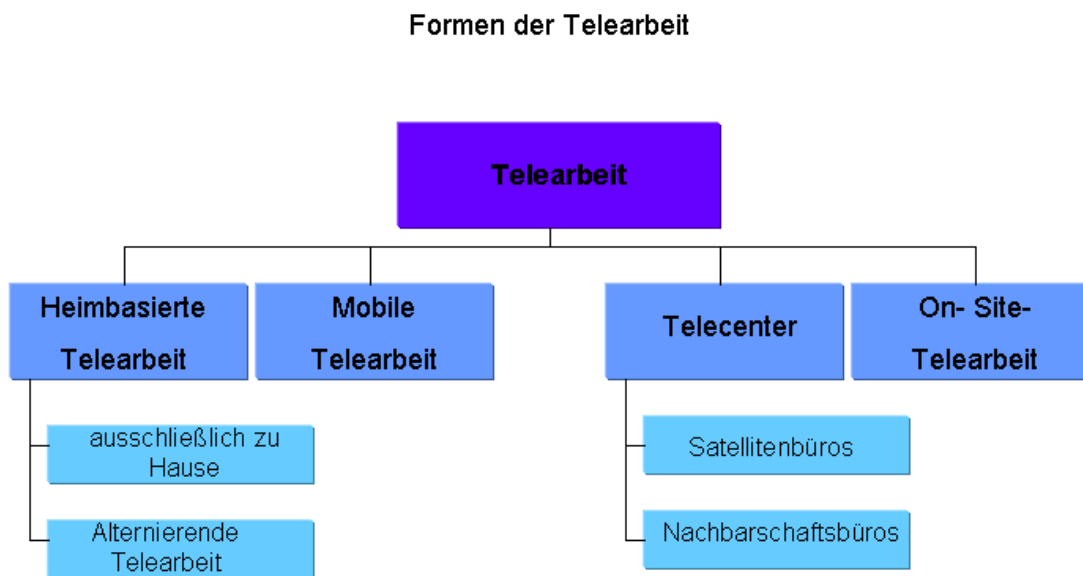 Formen der Telearbeit
Telearbeit
Heimbasierte
Telearbeit
Mobile
Telearbeit
Telecenter
On- Site-
Telearbeit
ausschließlich zu
Hause
Alternierende
Telearbeit
Satellitenbüros
Nachbarschaftsbüros